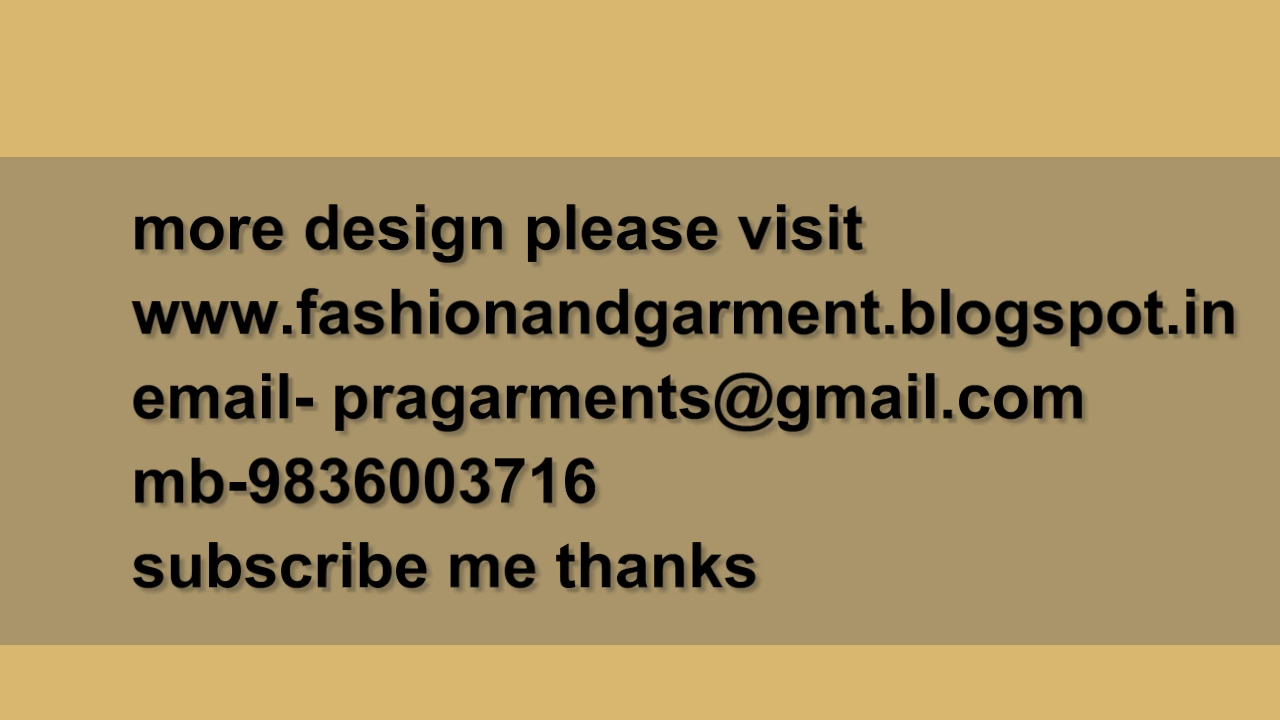 more design please visit
www.fashionandgarment.blogspot.in
email- pragarments@gmail.com
mb-9836003716
subscribe me thanks